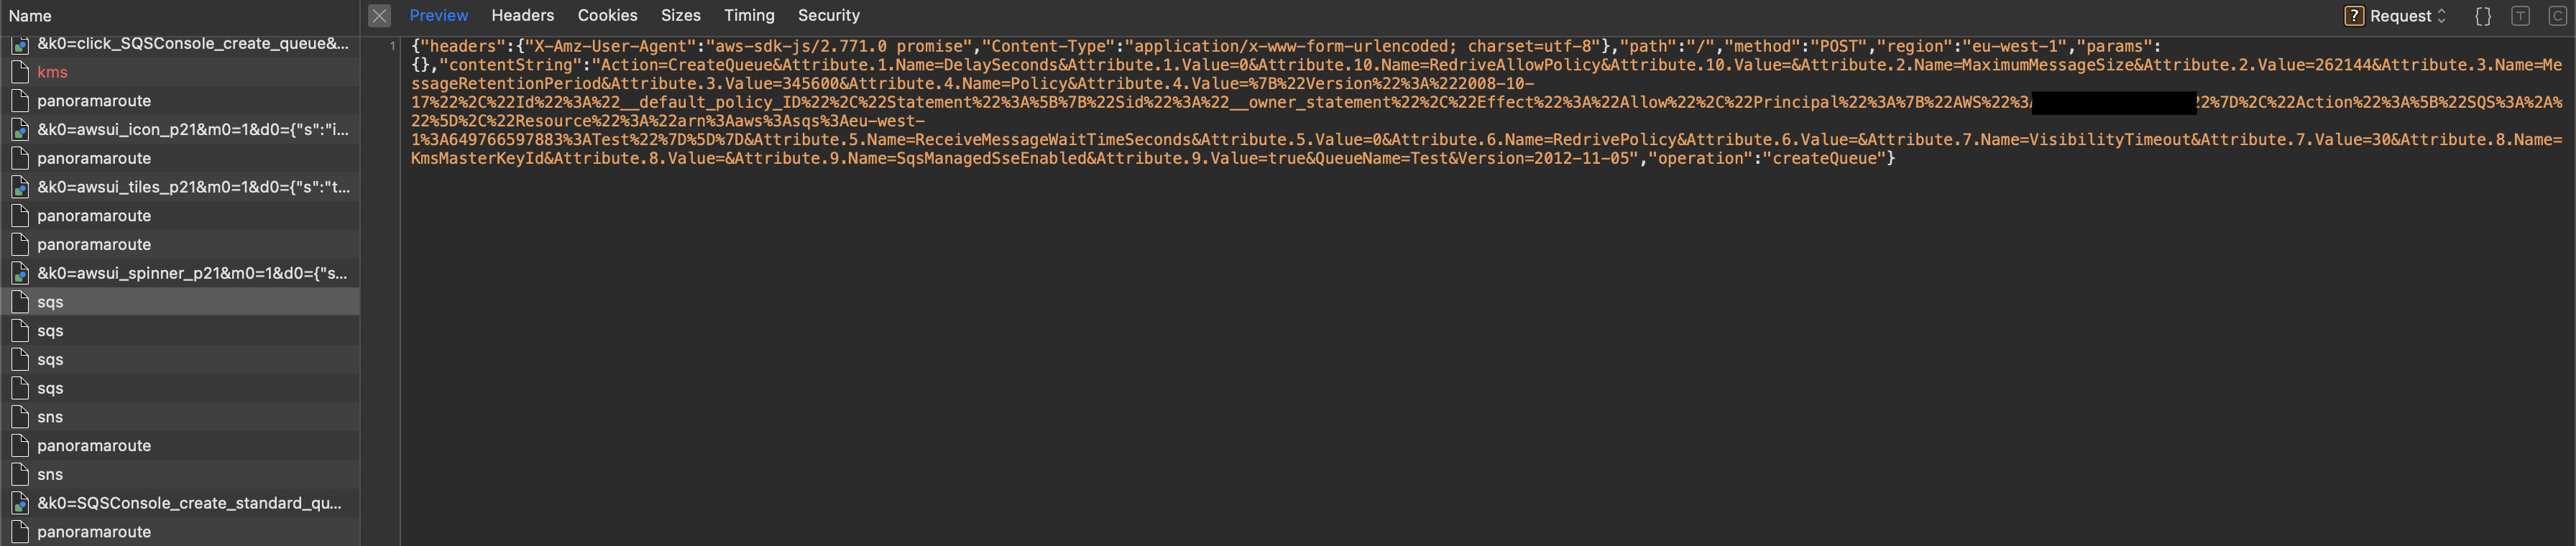 Name
Preview Headers Cookies Sizes Timing Security
? Request {} T C
&k0=click_SQSConsole_create_queue&...
kms
panoramaroute
&k0=awsui_icon_p21&m0=1&d0={"s":"i...
panoramaroute
&k0=awsui_tiles_p21&m0=1&d0={"s":"t...
panoramaroute
panoramaroute
&k0=awsui_spinner_p21&m0=1&d0={"s...
sqs
sqs
sqs
sqs
sns
panoramaroute
sns
&k0=SQSConsole_create_standard_qu...
panoramaroute
1
{"headers":{"X-Amz-User-Agent":"aws-sdk-js/2.771.0 promise","Content-Type":"application/x-www-form-urlencoded; charset=utf-8"},"path":"/","method":"POST","region":"eu-west-1","params":
{},"contentString":"Action=CreateQueue&Attribute.1.Name=DelaySeconds&Attribute.1.Value=0&Attribute.10.Name=RedriveAllowPolicy&Attribute.10.Value=&Attribute.2.Name=MaximumMessageSize&Attribute.2.Value=262144&Attribute.3.Name=Me
ssageRetentionPeriod&Attribute.3.Value=345600&Attribute.4.Name=Policy&Attribute.4.Value=%7B%22Version%22%3A%222008-10-
17%22%2C%22Id%22%3A%22__default_policy_ID%22%2C%22Statement%22%3A%5B%7B%22Sid%22%3A%22__owner_statement%22%2C%22Effect%22%3A%22Allow%22%2C%22Principal%22%3A%7B%22AWS%22%3A 2%7D%2C%22Action%22%3A%5B%22SQS%3A%2A%
22%5D%2C%22Resource%22%3A%22arn%3Aaws%3Asqs%3Aeu-west-
1%3A649766597883%3ATest%22%7D%5D%7D&Attribute.5.Name=ReceiveMessageWaitTimeSeconds&Attribute.5.Value=0&Attribute.6.Name=RedrivePolicy&Attribute.6.Value=&Attribute.7.Name=VisibilityTimeout&Attribute.7.Value=30&Attribute.8.Name=
KmsMasterKeyId&Attribute.8.Value=&Attribute.9.Name=SqsManagedSseEnabled&Attribute.9.Value=true&QueueName=Test&Version=2012-11-05","operation":"createQueue"}